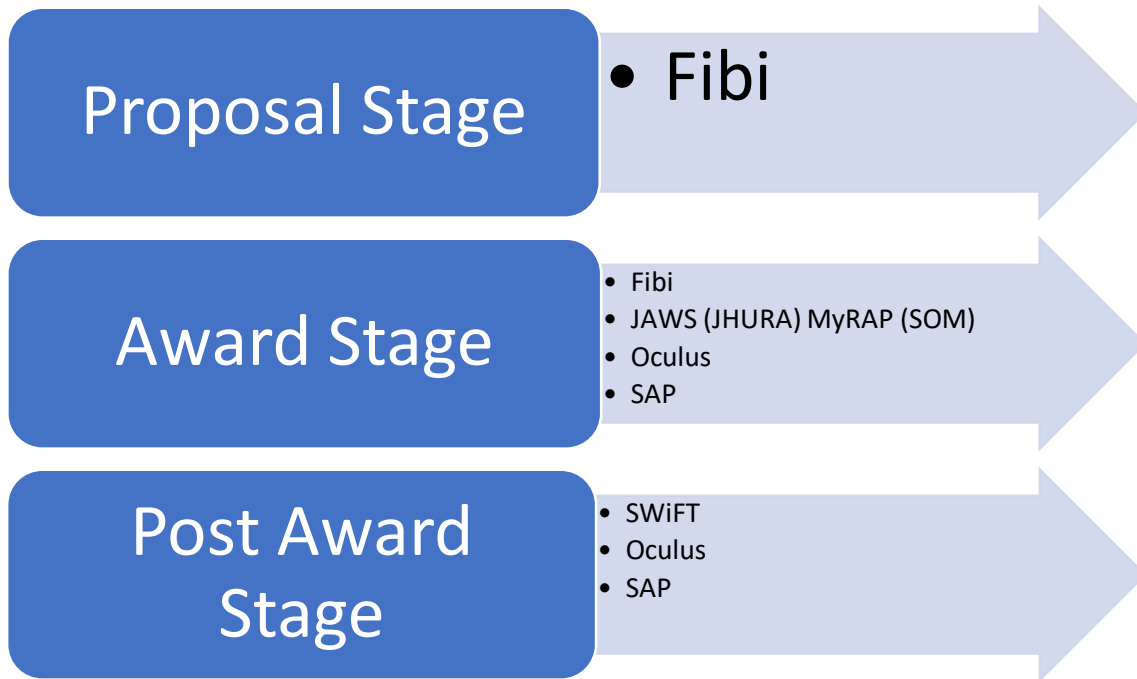 Proposal Stage
• Fibi
Award Stage
• Fibi
• JAWS (JHURA) MyRAP (SOM)
• Oculus
• SAP
Post Award
Stage
• SWiFT
• Oculus
• SAP